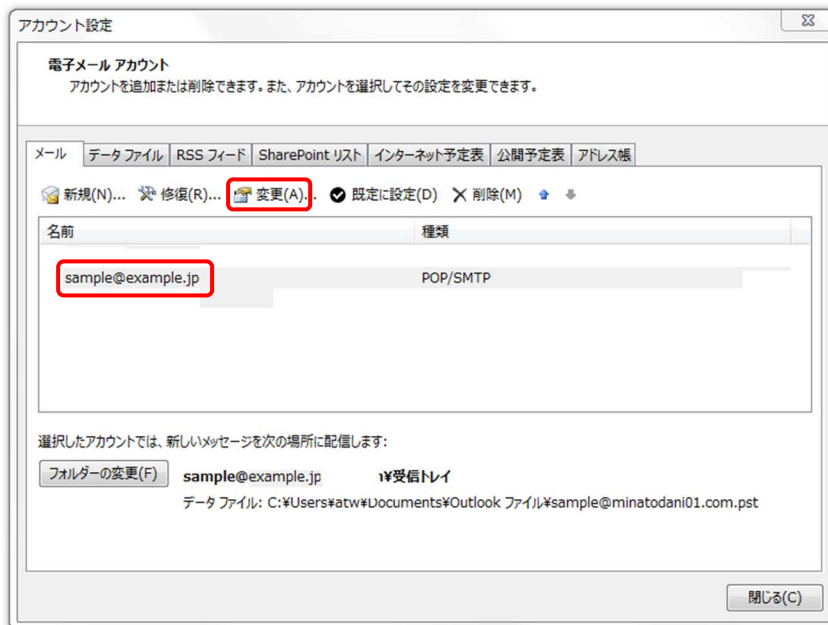 アカウント設定
電子メール アカウント
アカウントを追加または削除できます。また、アカウントを選択してその設定を変更できます。
メール データ ファイル RSS フィード SharePoint リスト インターネット予定表 公開予定表 アドレス帳
新規(N)... 修復(R)... 変更(A)... 既定に設定(D) 削除(M)
名前 種類
sample@example.jp POP/SMTP
選択したアカウントでは、新しいメッセージを次の場所に配信します:
フォルダーの変更(F) sample@example.jp ¥受信トレイ
データ ファイル: C:¥Users¥atw¥Documents¥Outlook ファイル¥sample@minatodani01.com.pst
閉じる(C)